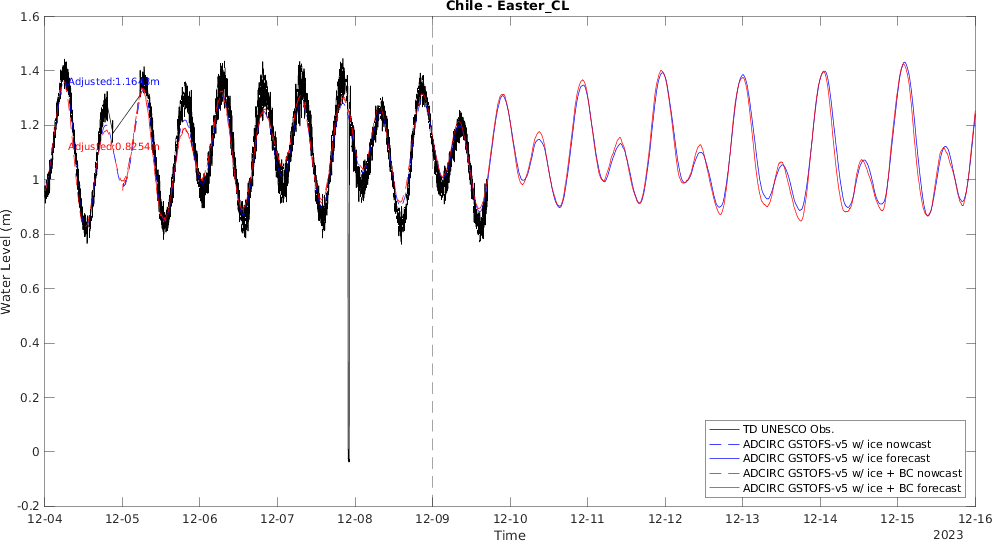 Chile - Easter_CL
1.6
1.4
1.2
1
0.8
0.6
0.4
0.2
0
-0.2
Water Level (m)
Adjusted:1.1643m
Adjusted:0.8254m
TD UNESCO Obs.
ADCIRC GSTOFS-v5 w/ ice nowcast
ADCIRC GSTOFS-v5 w/ ice forecast
ADCIRC GSTOFS-v5 w/ ice + BC nowcast
ADCIRC GSTOFS-v5 w/ ice + BC forecast
12-04 12-05 12-06 12-07 12-08 12-09 12-10 12-11 12-12 12-13 12-14 12-15 12-16
Time
2023